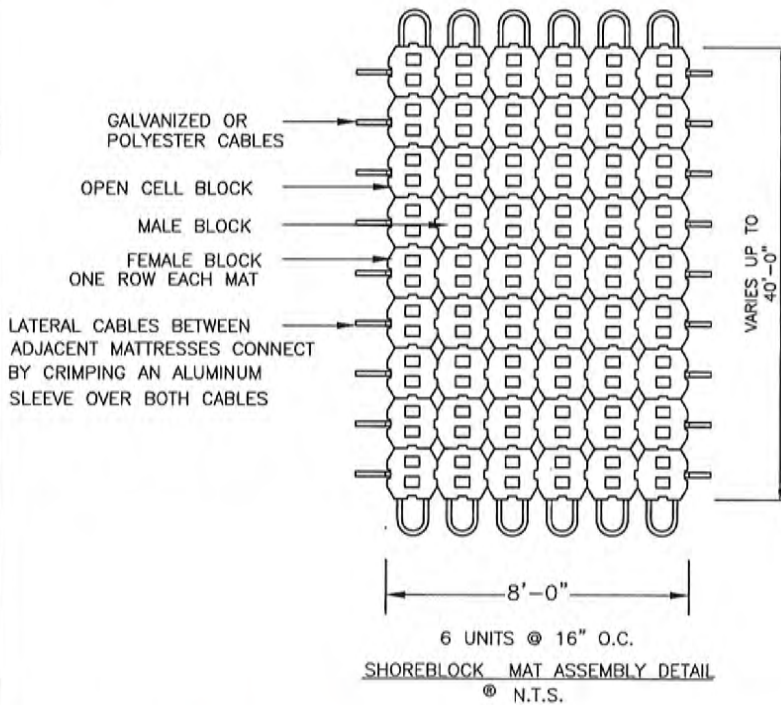 GALVANIZED OR
POLYESTER CABLES
OPEN CELL BLOCK
MALE BLOCK
FEMALE BLOCK
ONE ROW EACH MAT
LATERAL CABLES BETWEEN
ADJACENT MATTRESSES CONNECT
BY CRIMPING AN ALUMINUM
SLEEVE OVER BOTH CABLES
VARIES UP TO
40'-0"
8'-0"
6 UNITS @ 16" O.C.
SHOREBLOCK MAT ASSEMBLY DETAIL
® N.T.S.